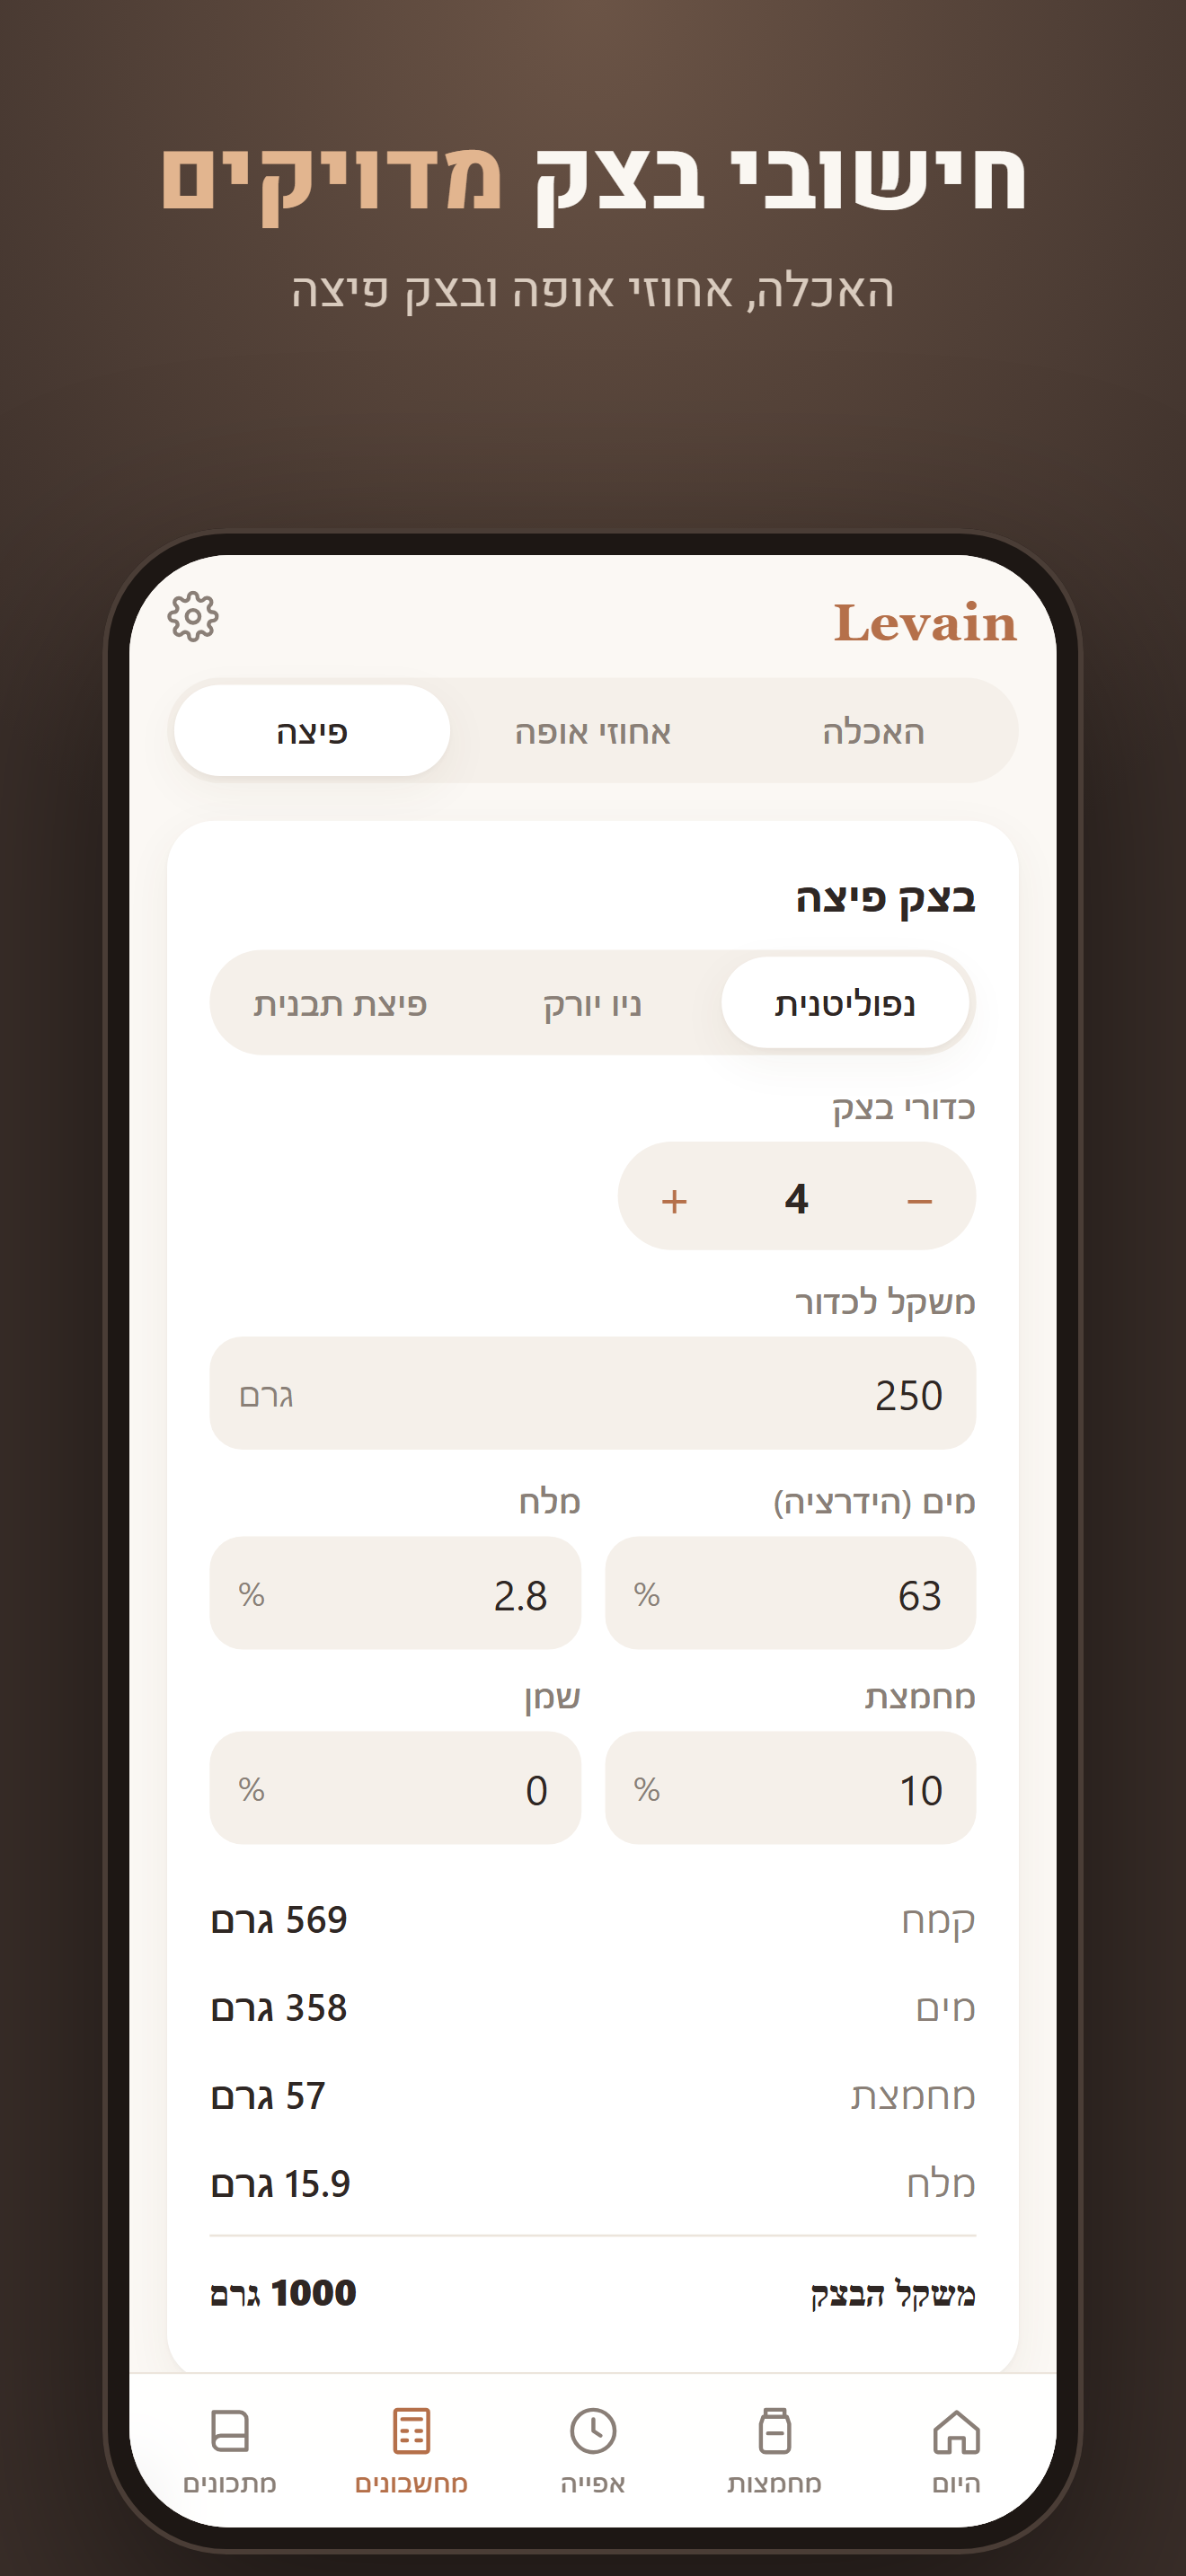 חישובי בצק מדויקים
האכלה, אחוזי אופה ובצק פיצה
Levain
האכלה אחוזי אופה פיצה
בצק פיצה
נפוליטנית ניו יורק פיצת תבנית
כדורי בצק
− 4 +
משקל לכדור
250 גרם
מים (הידרציה) מלח
63 % 2.8 %
מחמצת שמן
10 % 0 %
קמח 569 גרם
מים 358 גרם
מחמצת 57 גרם
מלח 15.9 גרם
משקל הבצק 1000 גרם
היום מחמצות אפייה מחשבונים מתכונים